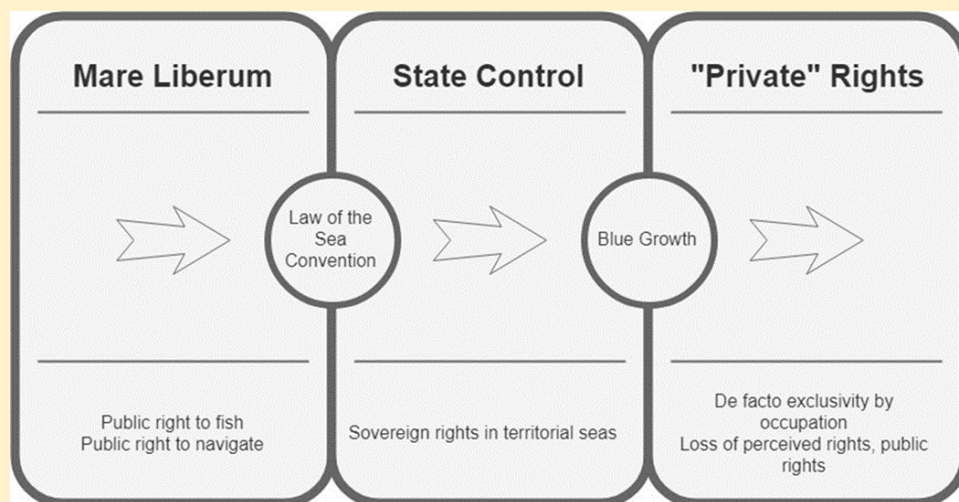 Mare Liberum
State Control
"Private" Rights
Law of the
Sea
Convention
Blue Growth
Public right to fish
Public right to navigate
Sovereign rights in territorial seas
De facto exclusivity by
occupation
Loss of perceived rights, public
rights